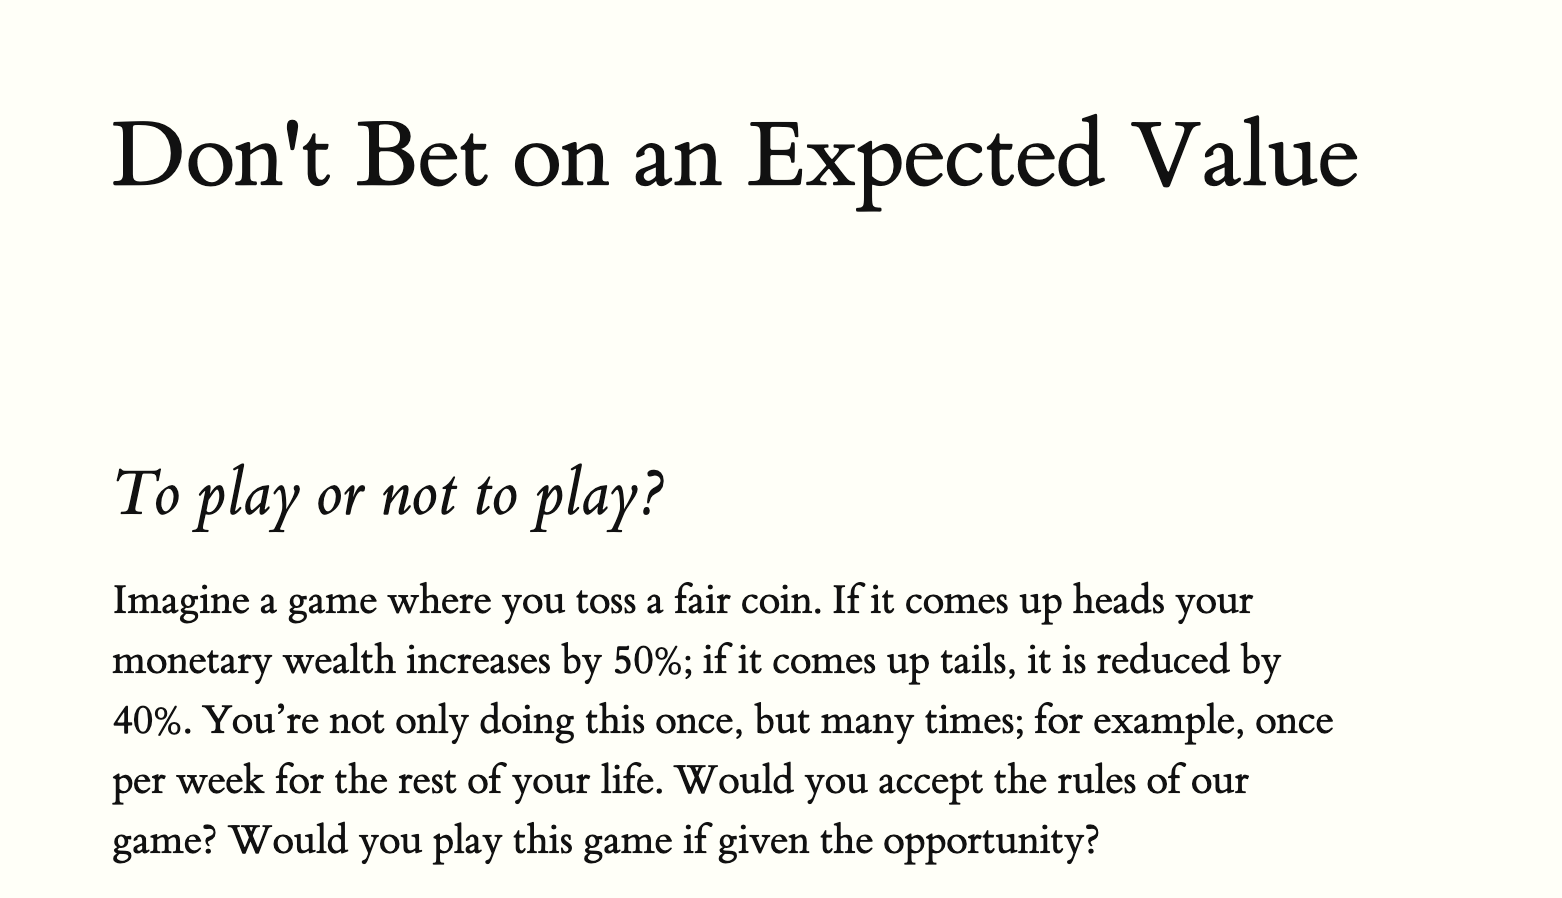 Don't Bet on an Expected Value
To play or not to play?
Imagine a game where you toss a fair coin. If it comes up heads your
monetary wealth increases by 50%; if it comes up tails, it is reduced by
40%. You’re not only doing this once, but many times; for example, once
per week for the rest of your life. Would you accept the rules of our
game? Would you play this game if given the opportunity?